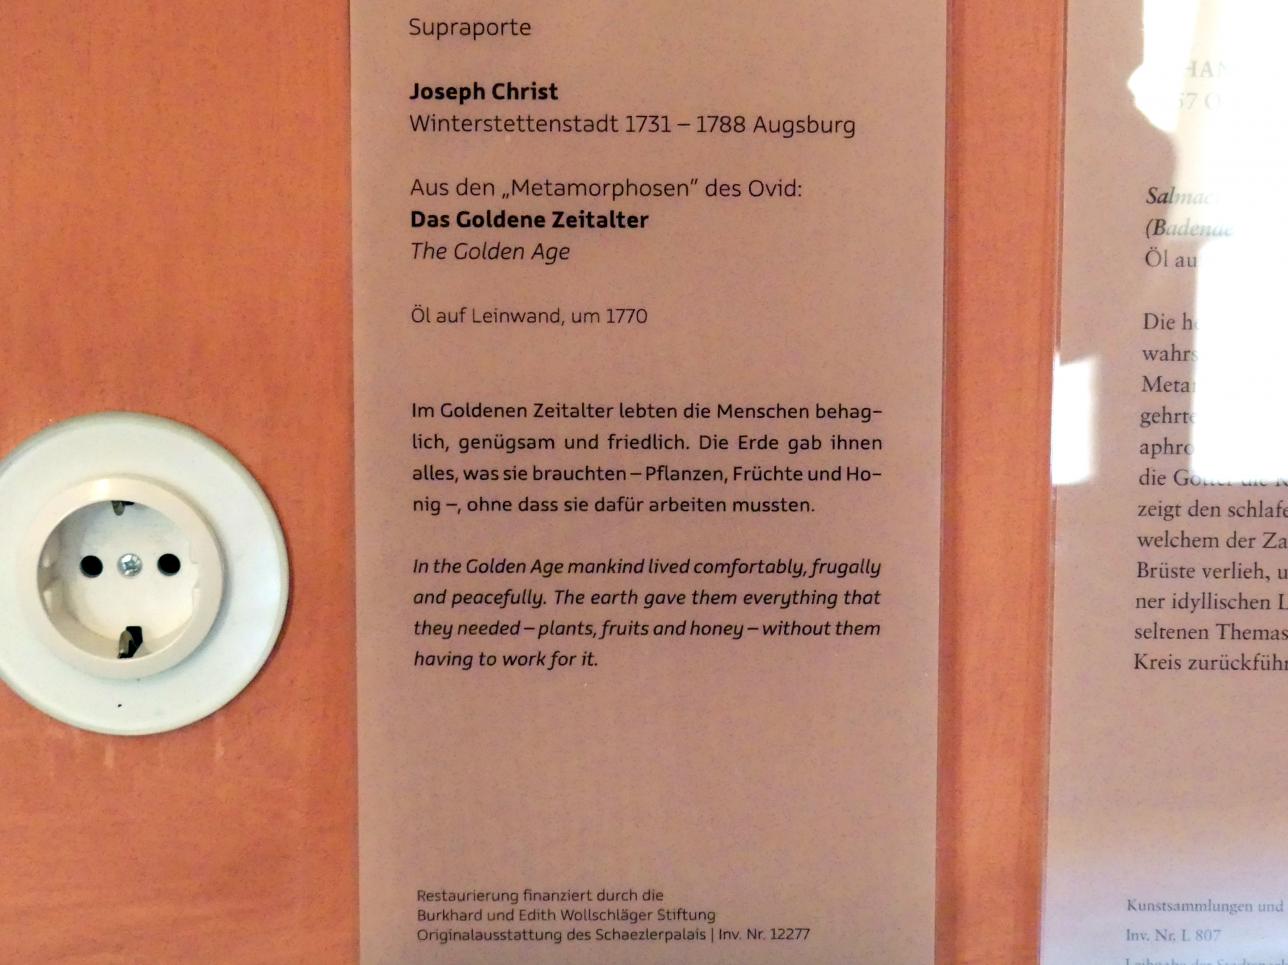 Supraporte
Joseph Christ
Winterstettenstadt 1731 – 1788 Augsburg
Aus den „Metamorphosen” des Ovid:
Das Goldene Zeitalter
The Golden Age
Öl auf Leinwand, um 1770
Im Goldenen Zeitalter lebten die Menschen behag-
lich, genügsam und friedlich. Die Erde gab ihnen
alles, was sie brauchten – Pflanzen, Früchte und Ho-
nig –, ohne dass sie dafür arbeiten mussten.
In the Golden Age mankind lived comfortably, frugally
and peacefully. The earth gave them everything that
they needed – plants, fruits and honey – without them
having to work for it.
Restaurierung finanziert durch die
Burkhard und Edith Wollschläger Stiftung
Originalausstattung des Schaezlerpalais | Inv. Nr. 12277
Öl
Die
die
zeigt den
welchem der
Brüste verlieh,
ner idyllischen
seltenen
Kreis
Kunstsammlungen und
Inv. Nr. L 807